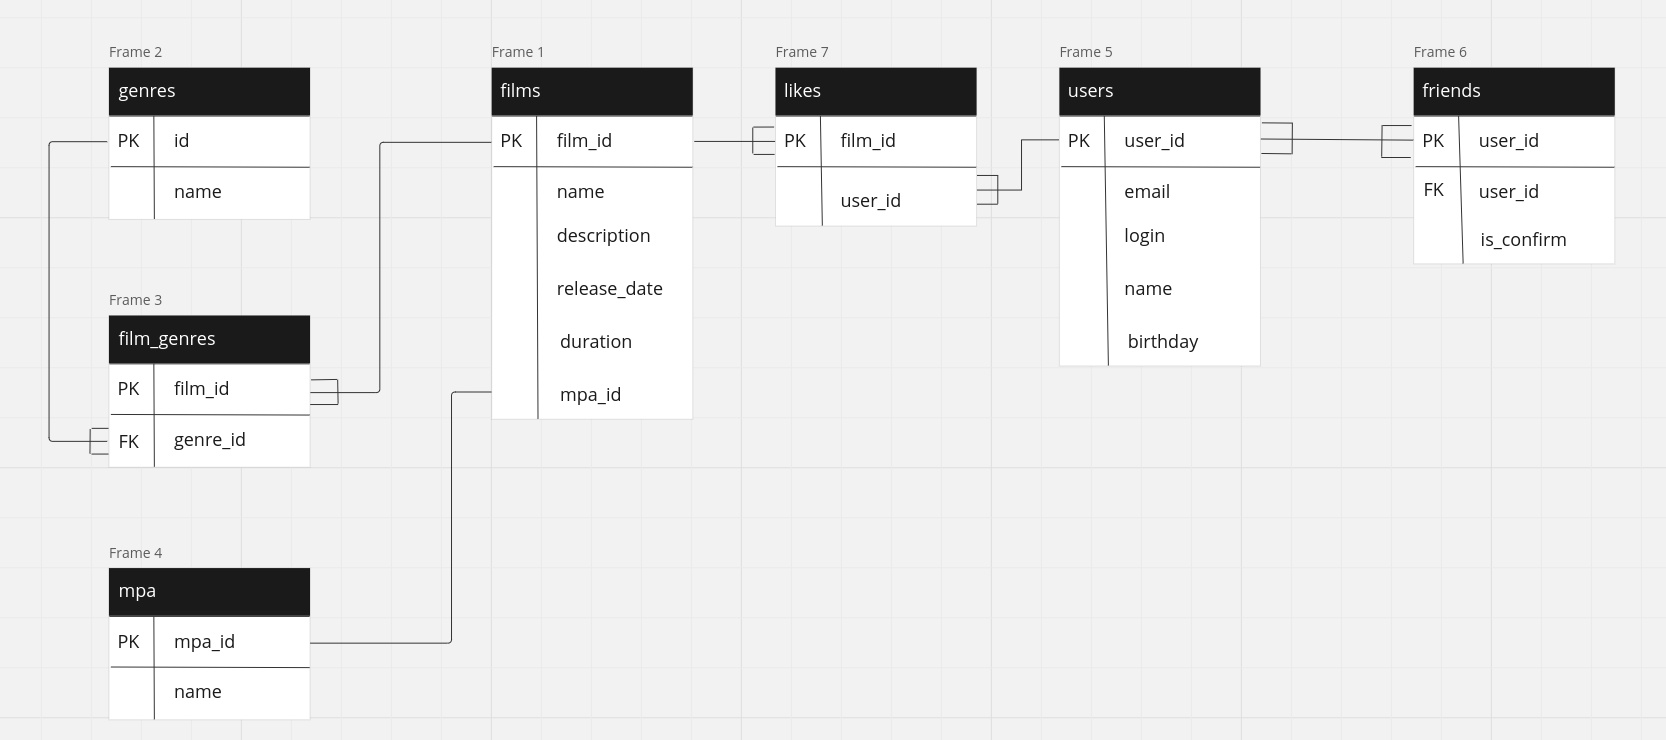 Frame 2
genres
PK id
name
Frame 3
film_genres
PK film_id
FK genre_id
Frame 4
mpa
PK mpa_id
name
Frame 1
films
PK film_id
name
description
release_date
duration
mpa_id
Frame 7
likes
PK film_id
user_id
Frame 5
users
PK user_id
email
login
name
birthday
Frame 6
friends
PK user_id
FK user_id
is_confirm